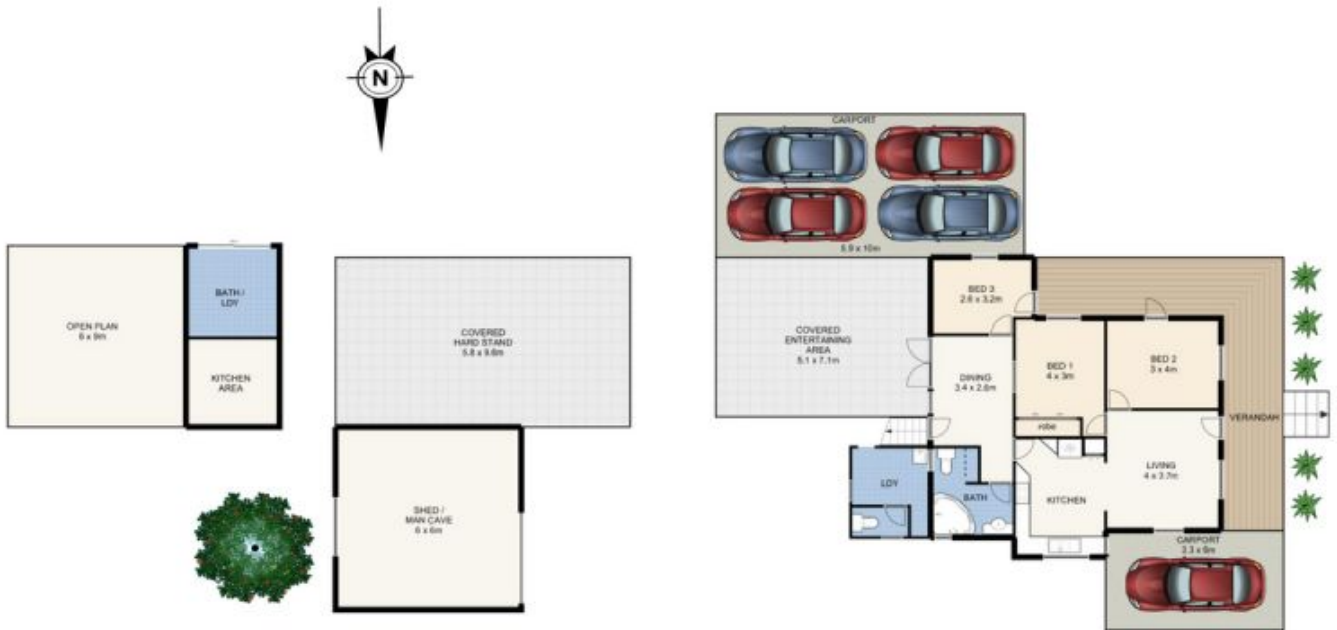 N
CARPORT
5.9 x 10m
BATH /
LDY
OPEN PLAN
6 x 9m
KITCHEN
AREA
COVERED
HARD STAND
5.8 x 9.6m
BED 3
2.6 x 3.2m
COVERED
ENTERTAINING
AREA
5.1 x 7.1m
DINING
3.4 x 2.6m
BED 1
4 x 3m
BED 2
3 x 4m
robe
VERANDAH
LIVING
4 x 3.7m
LDY
BATH
KITCHEN
SHED /
MAN CAVE
6 x 6m
CARPORT
3.3 x 6m